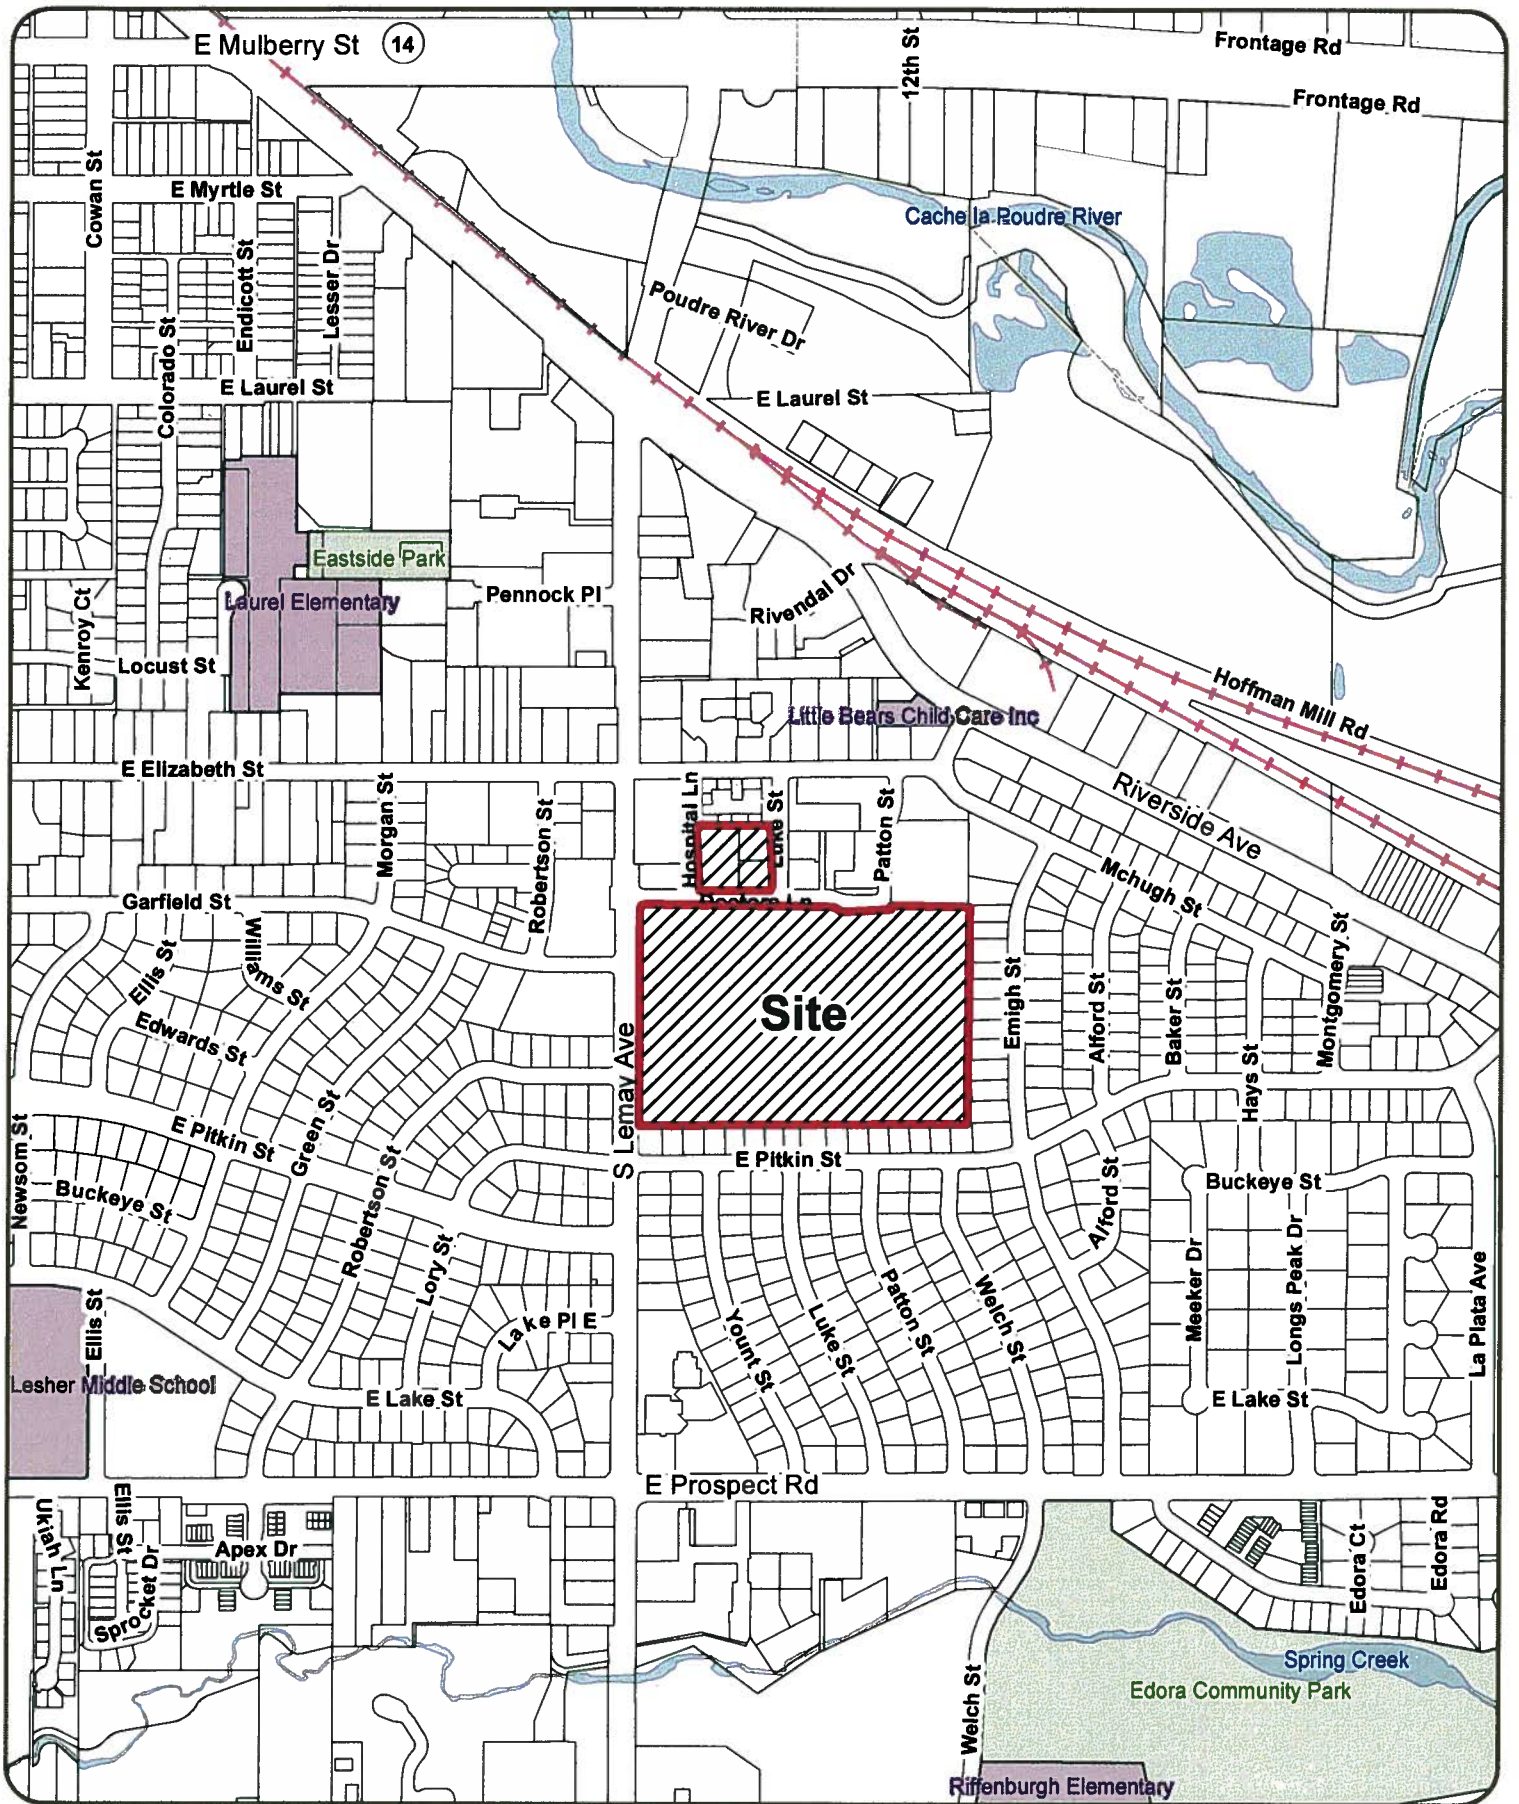 E Mulberry St
14
12th St
Frontage Rd
Frontage Rd
Cowan St
E Myrtle St
Cache la Poudre River
Endicott St
Lesser Dr
Colorado St
Poudre River Dr
E Laurel St
E Laurel St
Eastside Park
Laurel Elementary
Kenroy Ct
Pennock Pl
Rivendal Dr
Locust St
Hoffman Mill Rd
Little Bears Child Care Inc
E Elizabeth St
Morgan St
Robertson St
Hospital Ln
Luke St
Patton St
Riverside Ave
Mchugh St
Garfield St
Ellis St
Williams St
Edwards St
Site
S Lemay Ave
Emigh St
Alford St
Baker St
Hays St
Montgomery St
Newsom St
E Pitkin St
Green St
Robertson St
E Pitkin St
Buckeye St
Buckeye St
Alford St
Lory St
Meeker Dr
Longs Peak Dr
La Plata Ave
Ellis St
Lake Pl E
Yount St
Luke St
Patton St
Welch St
Lesher Middle School
E Lake St
E Lake St
E Prospect Rd
Ukiah Ln
Ellis St
Sprocket Dr
Apex Dr
Edora Ct
Edora Rd
Welch St
Spring Creek
Edora Community Park
Riffenburgh Elementary